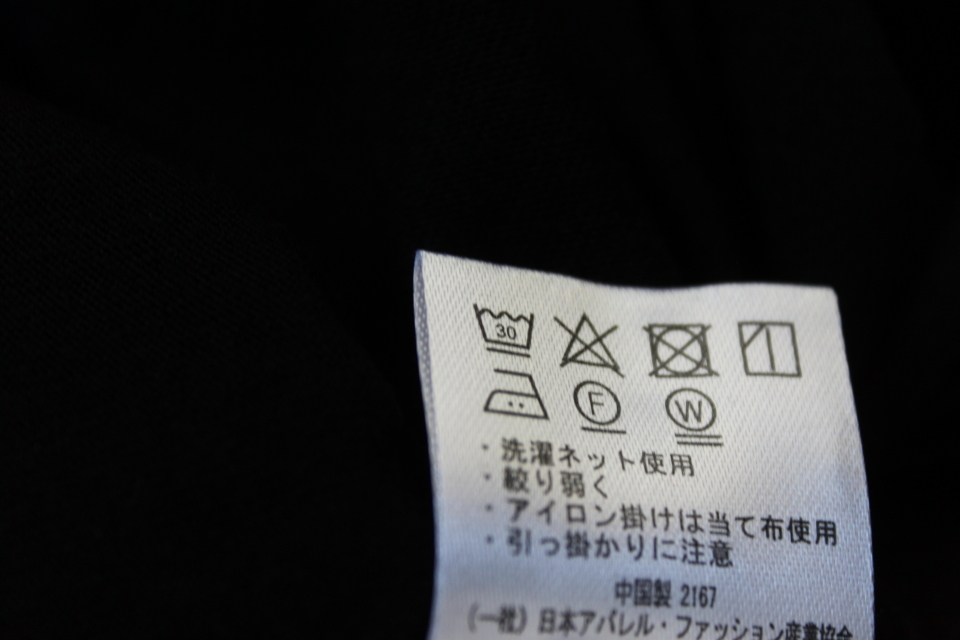 30
F W
・洗濯ネット使用
・絞り弱く
・アイロン掛けは当て布使用
・引っ掛かりに注意
中国製 2167
(一社) 日本アパレル・ファッション産業協会